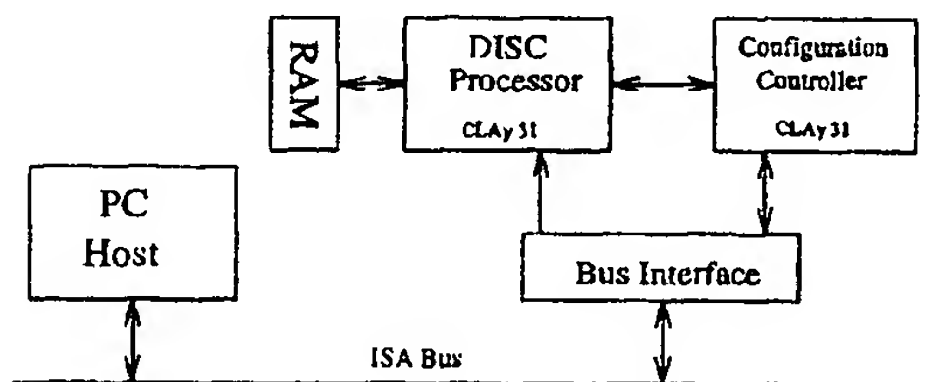 RAM
DISC
Processor
CLAy 31
Configuration
Controller
CLAy 31
PC
Host
Bus Interface
ISA Bus